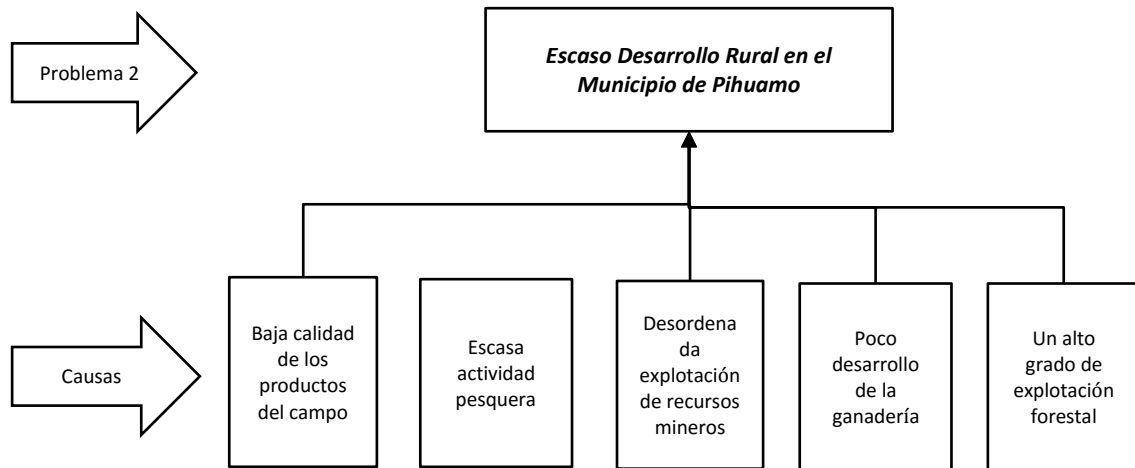 Problema 2
Escaso Desarrollo Rural en el
Municipio de Pihuamo
Causas
Baja calidad
de los
productos
del campo
Escasa
actividad
pesquera
Desordena
da
explotación
de recursos
mineros
Poco
desarrollo
de la
ganadería
Un alto
grado de
explotación
forestal